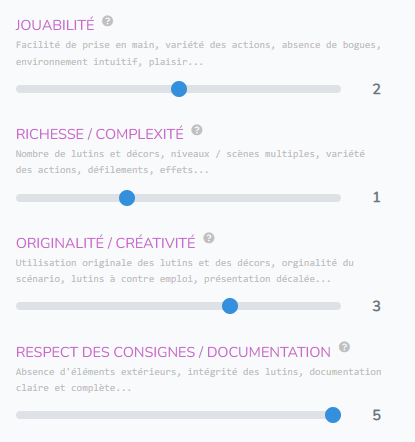 JOUABILITÉ ?
Facilité de prise en main, variété des actions, absence de bogues,
environnement intuitif, plaisir...
2
RICHESSE / COMPLEXITÉ ?
Nombre de lutins et décors, niveaux / scènes multiples, variété
des actions, défilements, effets...
1
ORIGINALITÉ / CRÉATIVITÉ ?
Utilisation originale des lutins et des décors, orginalité du
scénario, lutins à contre emploi, présentation décalée...
3
RESPECT DES CONSIGNES / DOCUMENTATION ?
Absence d'éléments extérieurs, intégrité des lutins, documentation
claire et complète...
5